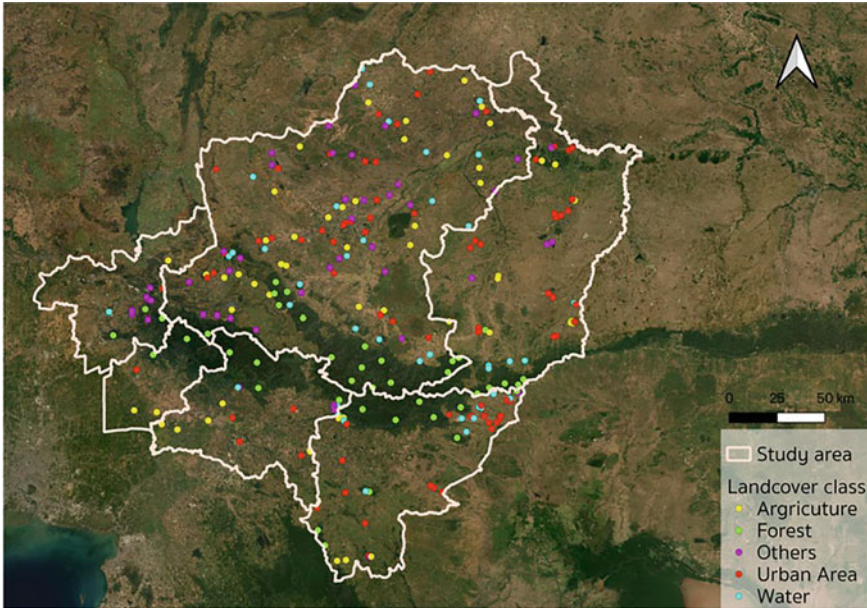 0 25 50 km
Study area
Landcover class
Argricuture
Forest
Others
Urban Area
Water